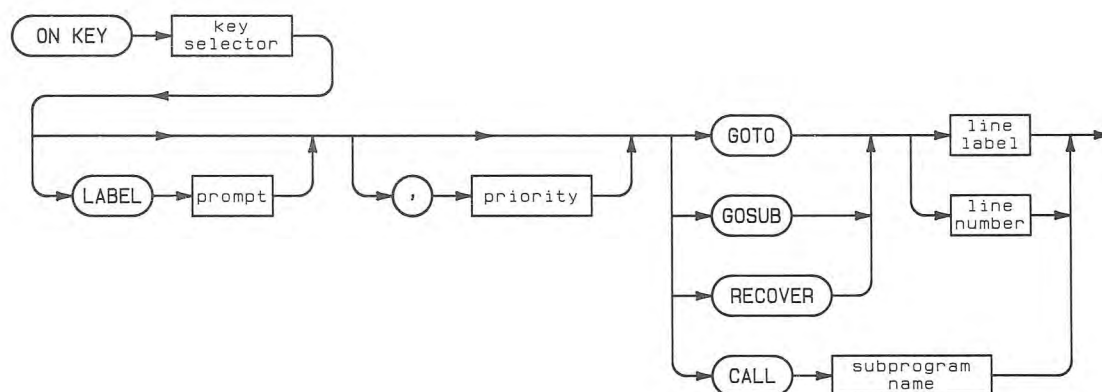 ON KEY
key
selector
LABEL
prompt
,
priority
GOTO
line
label
GOSUB
line
number
RECOVER
CALL
subprogram
name